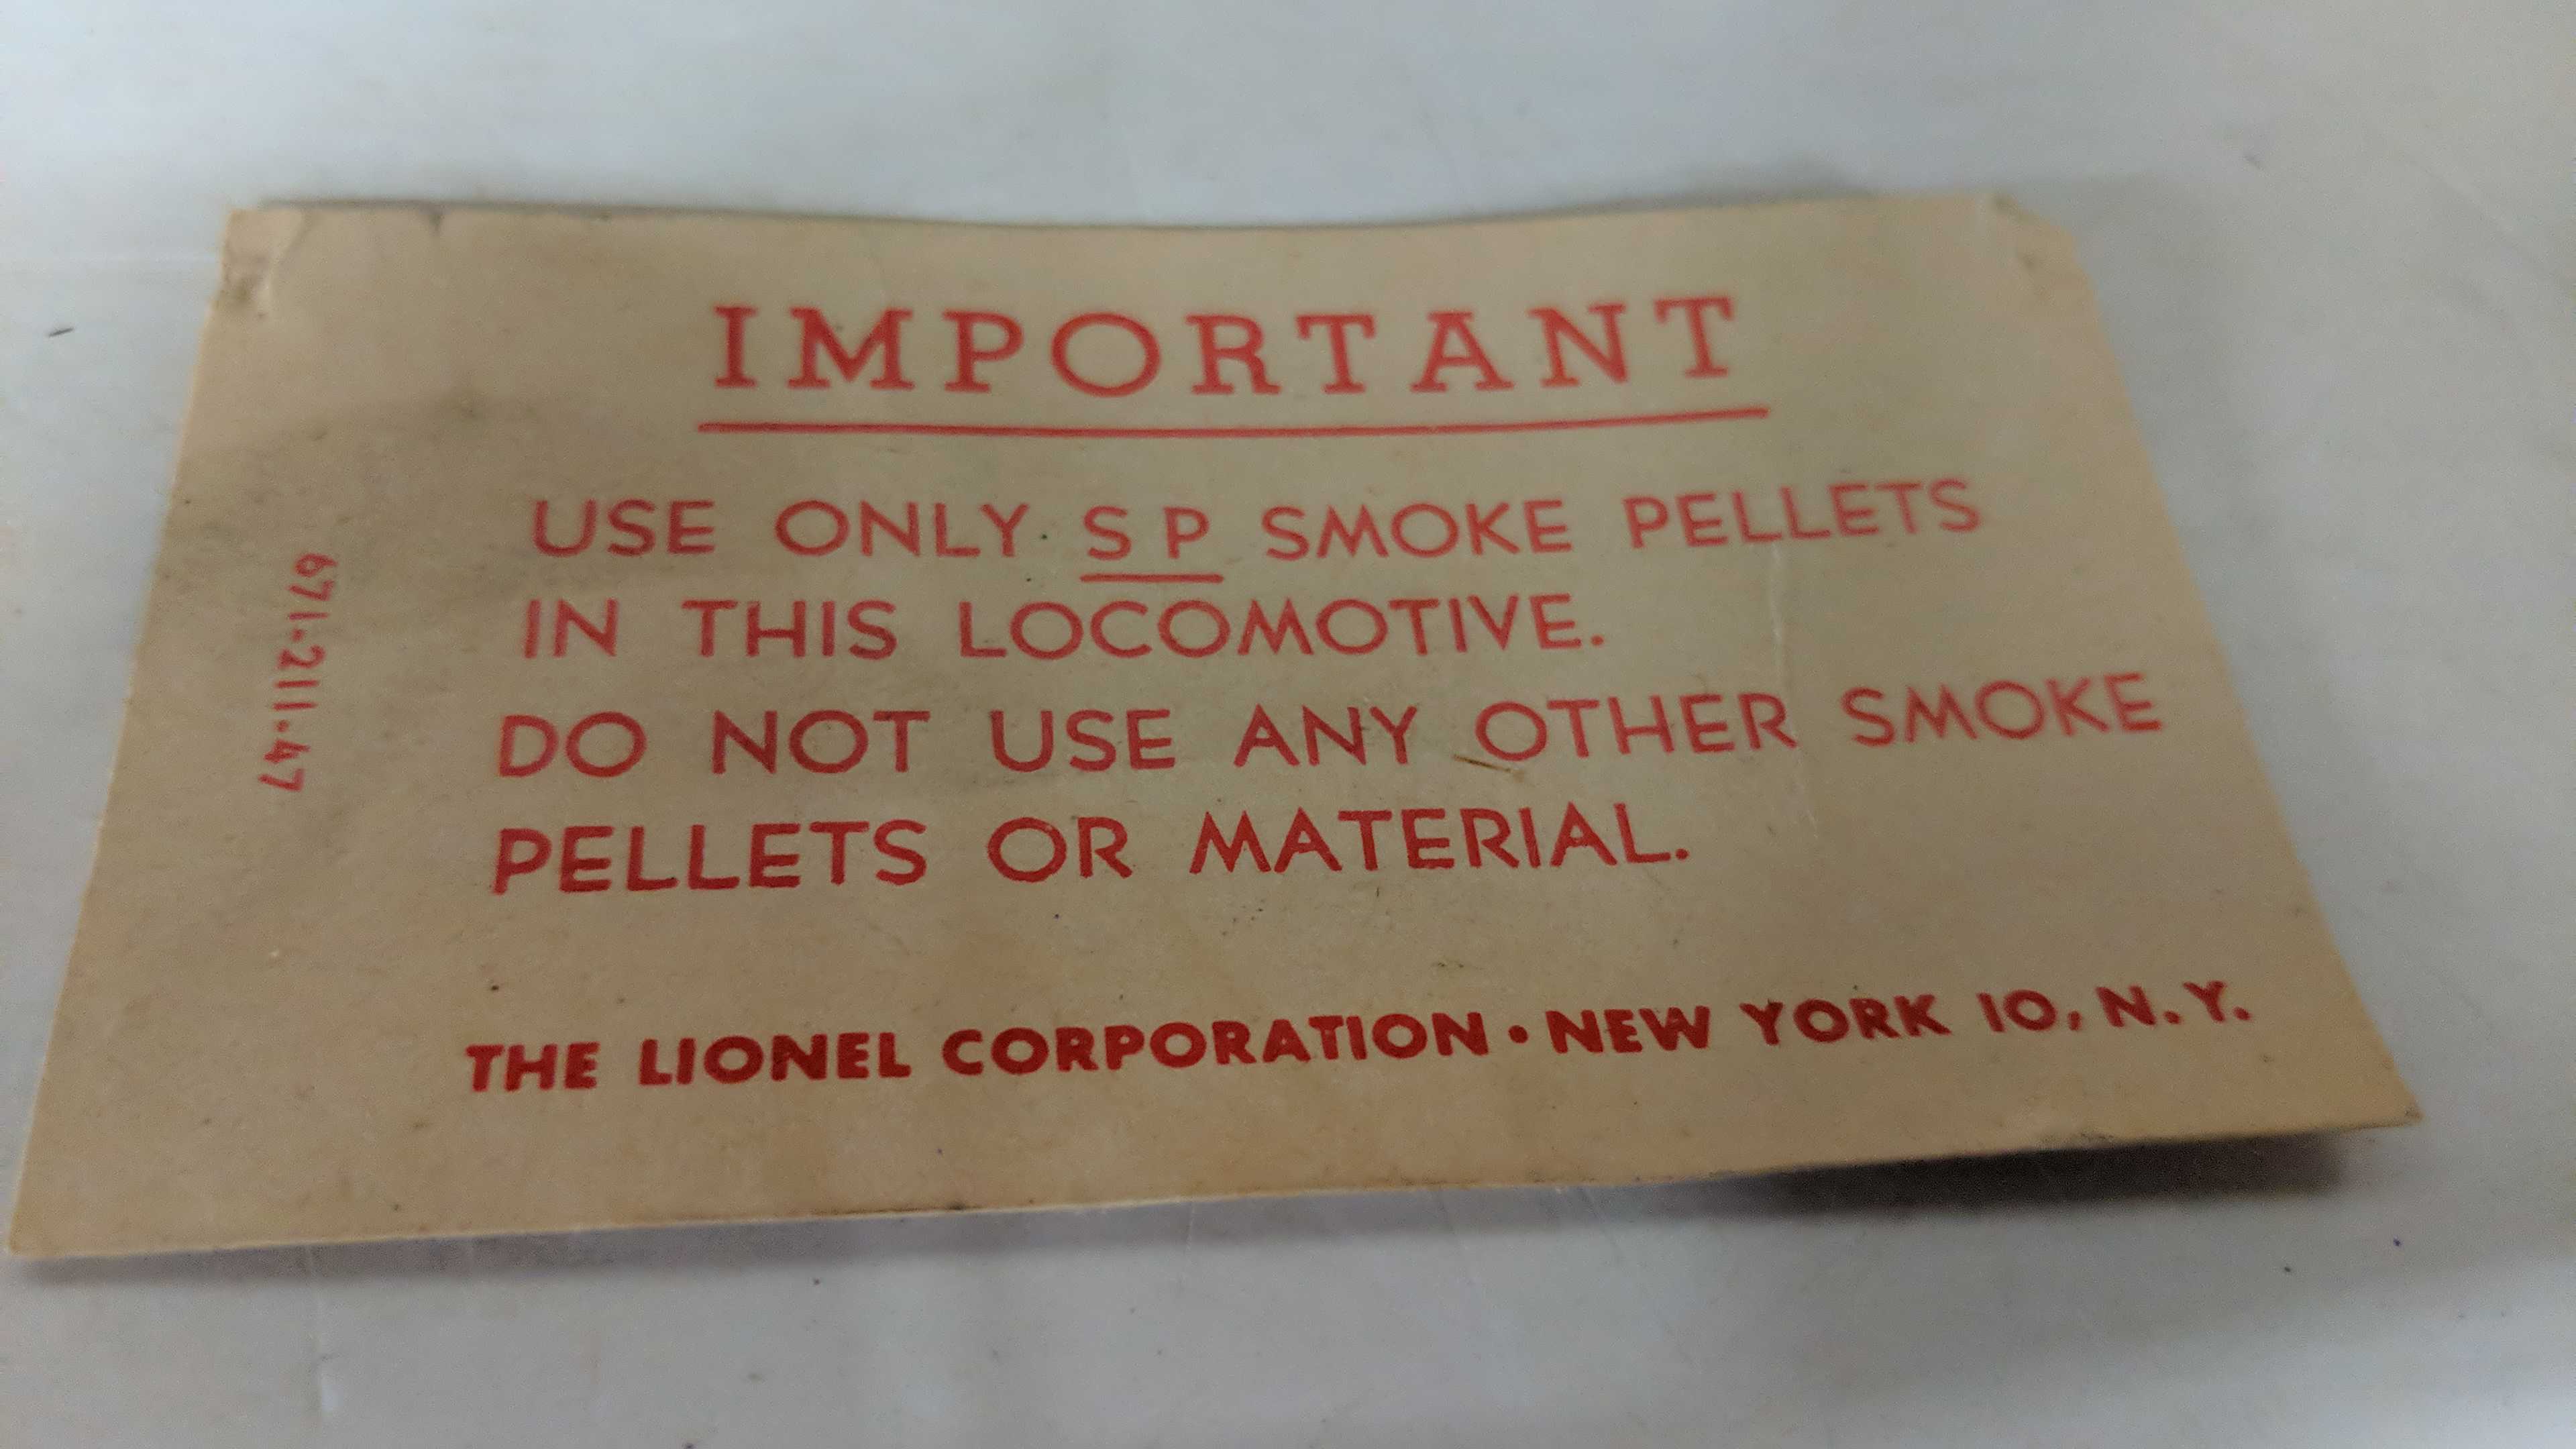 IMPORTANT
USE ONLY SP SMOKE PELLETS
IN THIS LOCOMOTIVE.
DO NOT USE ANY OTHER SMOKE
PELLETS OR MATERIAL.
THE LIONEL CORPORATION • NEW YORK 10, N.Y.
671-211-47